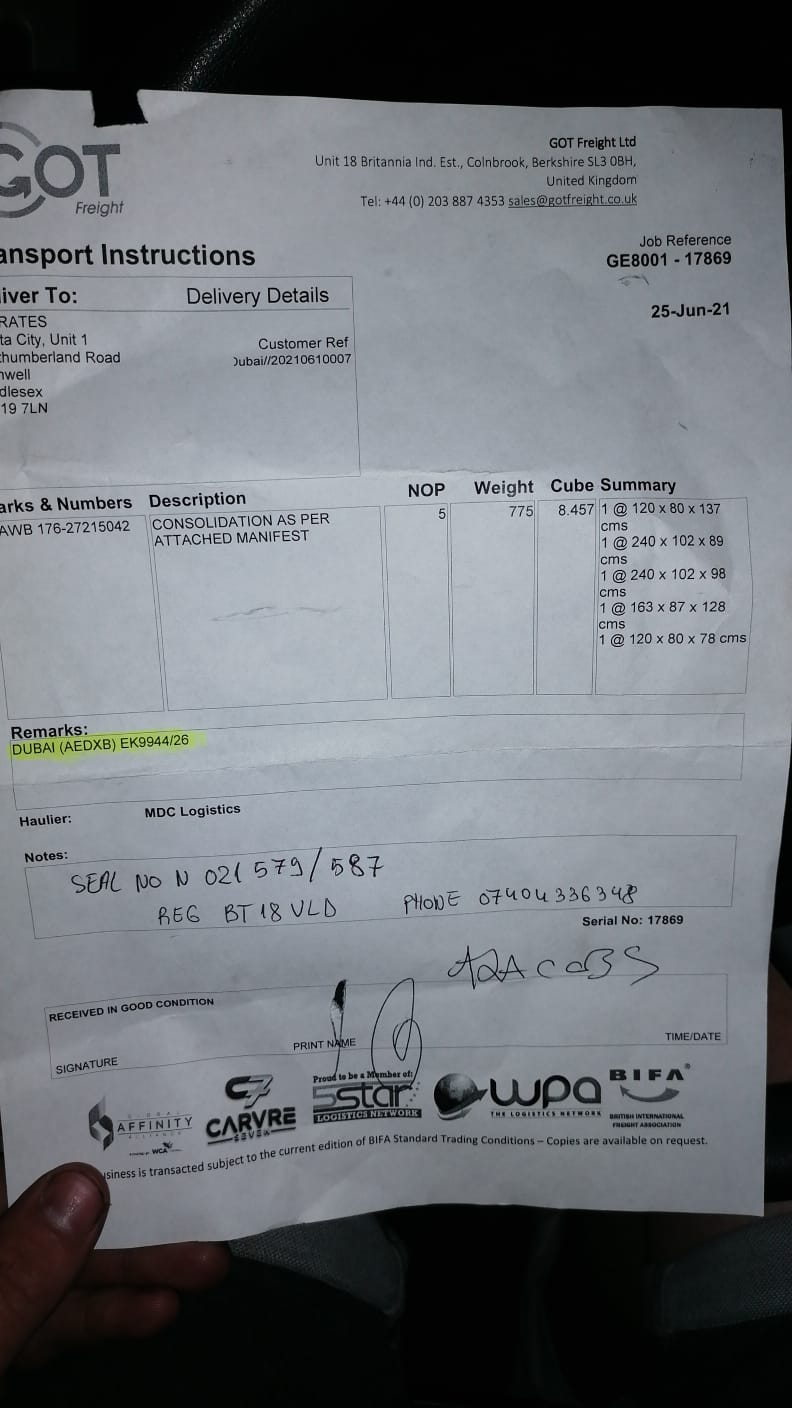 GOT
Freight
GOT Freight Ltd
Unit 18 Britannia Ind. Est., Colnbrook, Berkshire SL3 0BH,
United Kingdom
Tel: +44 (0) 203 887 4353 sales@gotfreight.co.uk
ansport Instructions
Job Reference
GE8001 - 17869
25-Jun-21
iver To:
Delivery Details
RATES
ta City, Unit 1
thumberland Road
nwell
dlesex
19 7LN
Customer Ref
Dubai//20210610007
arks & Numbers Description NOP Weight Cube Summary
AWB 176-27215042 CONSOLIDATION AS PER ATTACHED MANIFEST 5 775 8.457 1 @ 120 x 80 x 137
cms
1 @ 240 x 102 x 89
cms
1 @ 240 x 102 x 98
cms
1 @ 163 x 87 x 128
cms
1 @ 120 x 80 x 78 cms
Remarks:
DUBAI (AEDXB) EK9944/26
Haulier: MDC Logistics
Notes:
SEAL NO N 021579/587
REG BT18VLD PHONE 07404336348
Serial No: 17869
RECEIVED IN GOOD CONDITION
SIGNATURE PRINT NAME TIME/DATE
GLOBAL
AFFINITY
ALLIANCE
WCA
CARVRE
SEVEN
Proud to be a Member of:
5star
LOGISTICS NETWORK
wpa
THE LOGISTICS NETWORK
BIFA
BRITISH INTERNATIONAL
FREIGHT ASSOCIATION
usiness is transacted subject to the current edition of BIFA Standard Trading Conditions – Copies are available on request.